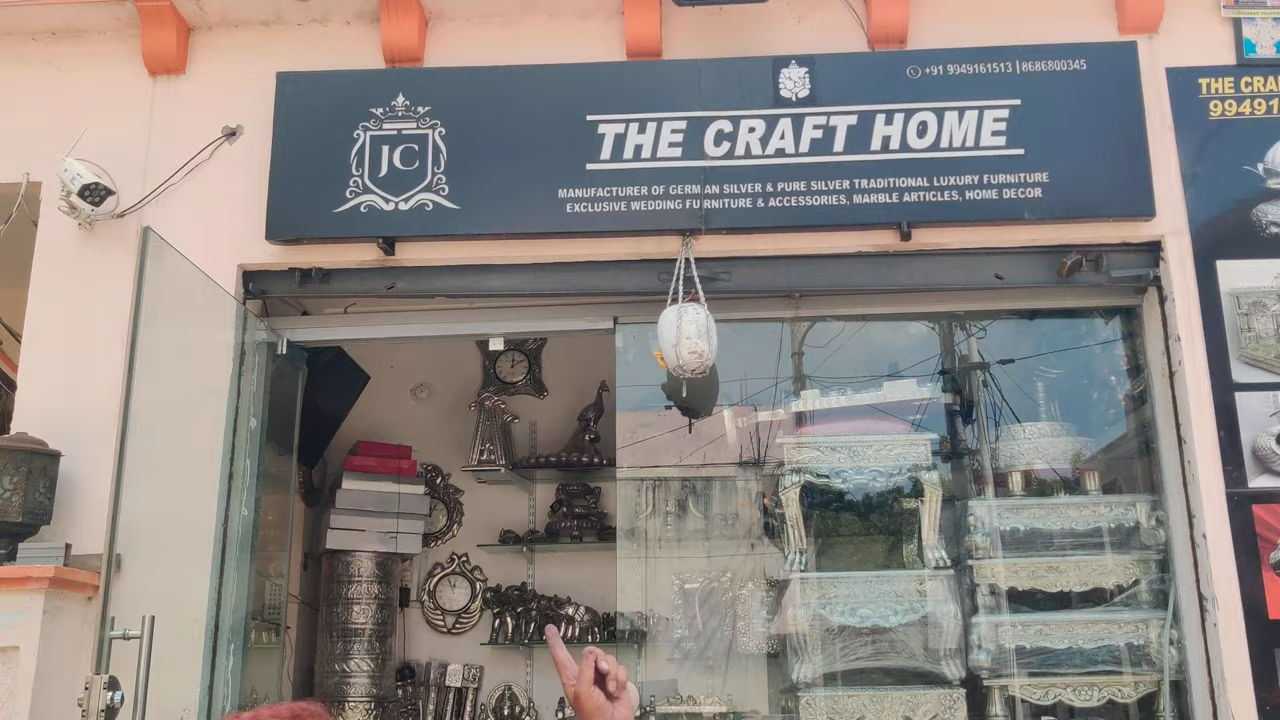 +91 9949161513 | 8686800345
JC
THE CRAFT HOME
MANUFACTURER OF GERMAN SILVER & PURE SILVER TRADITIONAL LUXURY FURNITURE
EXCLUSIVE WEDDING FURNITURE & ACCESSORIES, MARBLE ARTICLES, HOME DECOR
THE CRA
99491